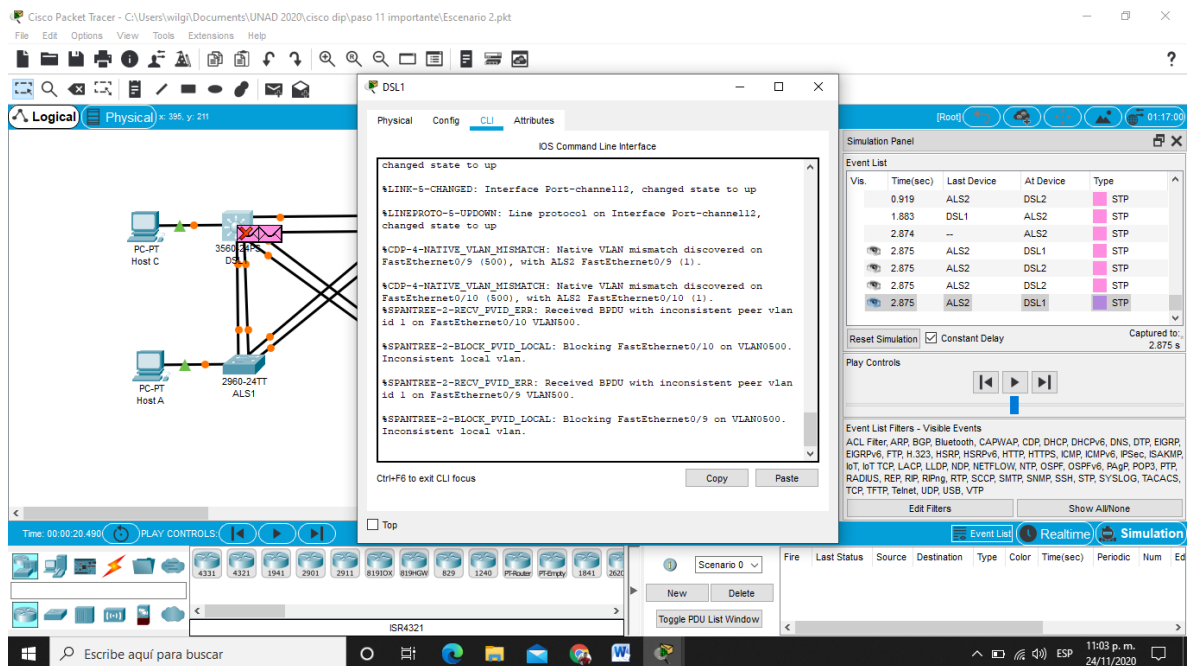 Cisco Packet Tracer - C:\Users\wilgi\Documents\UNAD 2020\cisco dip\paso 11 importante\Escenario 2.pkt
File Edit Options View Tools Extensions Help
?
DSL1
Logical Physical x: 395, y: 211
[Root] 01:17:00
Physical Config CLI Attributes
IOS Command Line Interface
changed state to up
%LINK-5-CHANGED: Interface Port-channel12, changed state to up
%LINEPROTO-5-UPDOWN: Line protocol on Interface Port-channel12,
changed state to up
%CDP-4-NATIVE_VLAN_MISMATCH: Native VLAN mismatch discovered on
FastEthernet0/9 (500), with ALS2 FastEthernet0/9 (1).
%CDP-4-NATIVE_VLAN_MISMATCH: Native VLAN mismatch discovered on
FastEthernet0/10 (500), with ALS2 FastEthernet0/10 (1).
%SPANTREE-2-RECV_PVID_ERR: Received BPDU with inconsistent peer vlan
id 1 on FastEthernet0/10 VLAN500.
%SPANTREE-2-BLOCK_PVID_LOCAL: Blocking FastEthernet0/10 on VLAN0500.
Inconsistent local vlan.
%SPANTREE-2-RECV_PVID_ERR: Received BPDU with inconsistent peer vlan
id 1 on FastEthernet0/9 VLAN500.
%SPANTREE-2-BLOCK_PVID_LOCAL: Blocking FastEthernet0/9 on VLAN0500.
Inconsistent local vlan.
Ctrl+F6 to exit CLI focus
Copy Paste
Top
PC-PT
Host C
PC-PT
Host A
2960-24TT
ALS1
Simulation Panel
Event List
Vis. Time(sec) Last Device At Device Type
0.919 ALS2 DSL2 STP
1.883 DSL1 ALS2 STP
2.874 -- ALS2 STP
2.875 ALS2 DSL1 STP
2.875 ALS2 DSL2 STP
2.875 ALS2 DSL2 STP
2.875 ALS2 DSL1 STP
Reset Simulation Constant Delay
Captured to:
2.875 s
Play Controls
Event List Filters - Visible Events
ACL Filter, ARP, BGP, Bluetooth, CAPWAP, CDP, DHCP, DHCPv6, DNS, DTP, EIGRP,
EIGRPv6, FTP, H.323, HSRP, HSRPv6, HTTP, HTTPS, ICMP, ICMPv6, IPSec, ISAKMP,
IoT, IoT TCP, LACP, LLDP, NDP, NETFLOW, NTP, OSPF, OSPFv6, PAgP, POP3, PTP,
RADIUS, REP, RIP, RIPng, RTP, SCCP, SMTP, SNMP, SSH, STP, SYSLOG, TACACS,
TCP, TFTP, Telnet, UDP, USB, VTP
Edit Filters Show All/None
Time: 00:00:20.490 PLAY CONTROLS:
Event List Realtime Simulation
4331 4321 1941 2901 2911 819IOX 819HGW 829 1240 PT-Router PT-Empty 1841 2620
ISR4321
Scenario 0
New Delete
Toggle PDU List Window
Fire Last Status Source Destination Type Color Time(sec) Periodic Num Ed
Escribe aquí para buscar
ESP
11:03 p. m.
24/11/2020